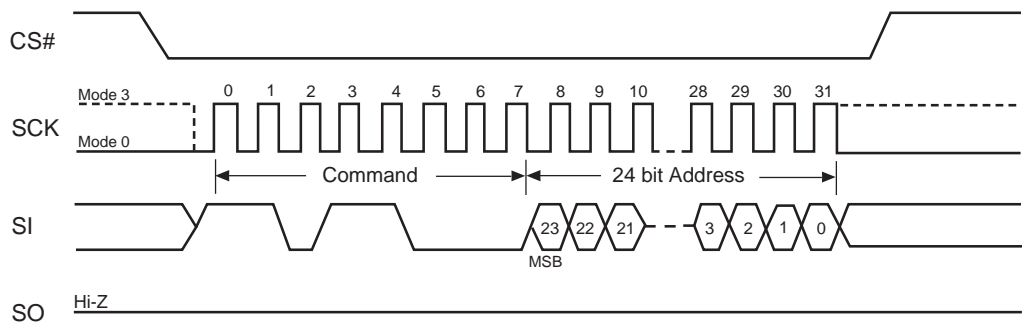 CS#
Mode 3
0 1 2 3 4 5 6 7 8 9 10 28 29 30 31
SCK
Mode 0
Command 24 bit Address
SI
23 22 21 3 2 1 0
MSB
Hi-Z
SO